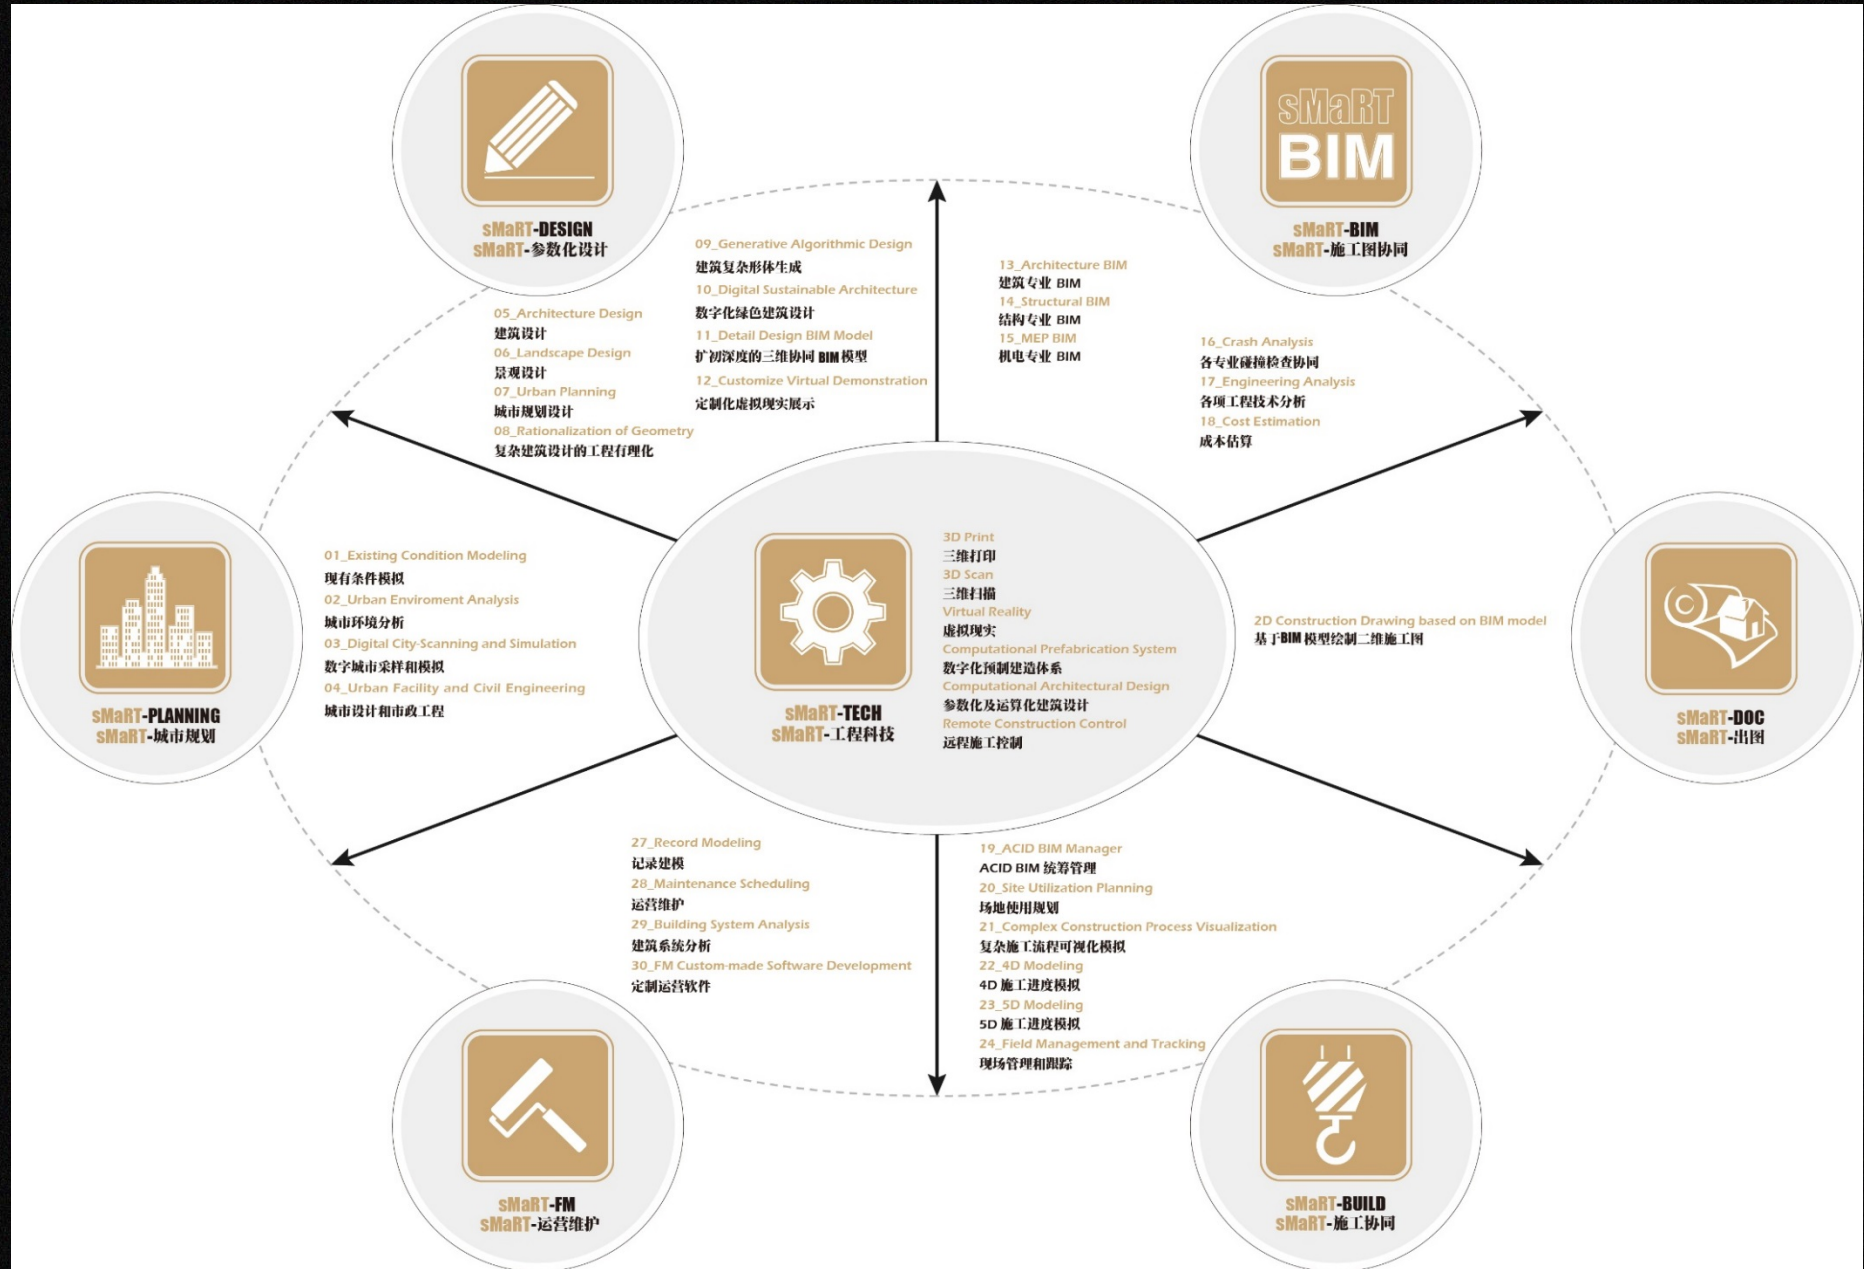 sMaRT-DESIGN
sMaRT-参数化设计
sMaRT
BIM
sMaRT-BIM
sMaRT-施工图协同
05_Architecture Design
建筑设计
06_Landscape Design
景观设计
07_Urban Planning
城市规划设计
08_Rationalization of Geometry
复杂建筑设计的工程有理化
09_Generative Algorithmic Design
建筑复杂形体生成
10_Digital Sustainable Architecture
数字化绿色建筑设计
11_Detail Design BIM Model
扩初深度的三维协同 BIM 模型
12_Customize Virtual Demonstration
定制化虚拟现实展示
13_Architecture BIM
建筑专业 BIM
14_Structural BIM
结构专业 BIM
15_MEP BIM
机电专业 BIM
16_Crash Analysis
各专业碰撞检查协同
17_Engineering Analysis
各项工程技术分析
18_Cost Estimation
成本估算
sMaRT-PLANNING
sMaRT-城市规划
01_Existing Condition Modeling
现有条件模拟
02_Urban Enviroment Analysis
城市环境分析
03_Digital City-Scanning and Simulation
数字城市采样和模拟
04_Urban Facility and Civil Engineering
城市设计和市政工程
sMaRT-TECH
sMaRT-工程科技
3D Print
三维打印
3D Scan
三维扫描
Virtual Reality
虚拟现实
Computational Prefabrication System
数字化预制建造体系
Computational Architectural Design
参数化及运算化建筑设计
Remote Construction Control
远程施工控制
2D Construction Drawing based on BIM model
基于BIM 模型绘制二维施工图
sMaRT-DOC
sMaRT-出图
27_Record Modeling
记录建模
28_Maintenance Scheduling
运营维护
29_Building System Analysis
建筑系统分析
30_FM Custom-made Software Development
定制运营软件
19_ACID BIM Manager
ACID BIM 统筹管理
20_Site Utilization Planning
场地使用规划
21_Complex Construction Process Visualization
复杂施工流程可视化模拟
22_4D Modeling
4D 施工进度模拟
23_5D Modeling
5D 施工进度模拟
24_Field Management and Tracking
现场管理和跟踪
sMaRT-FM
sMaRT-运营维护
sMaRT-BUILD
sMaRT-施工协同